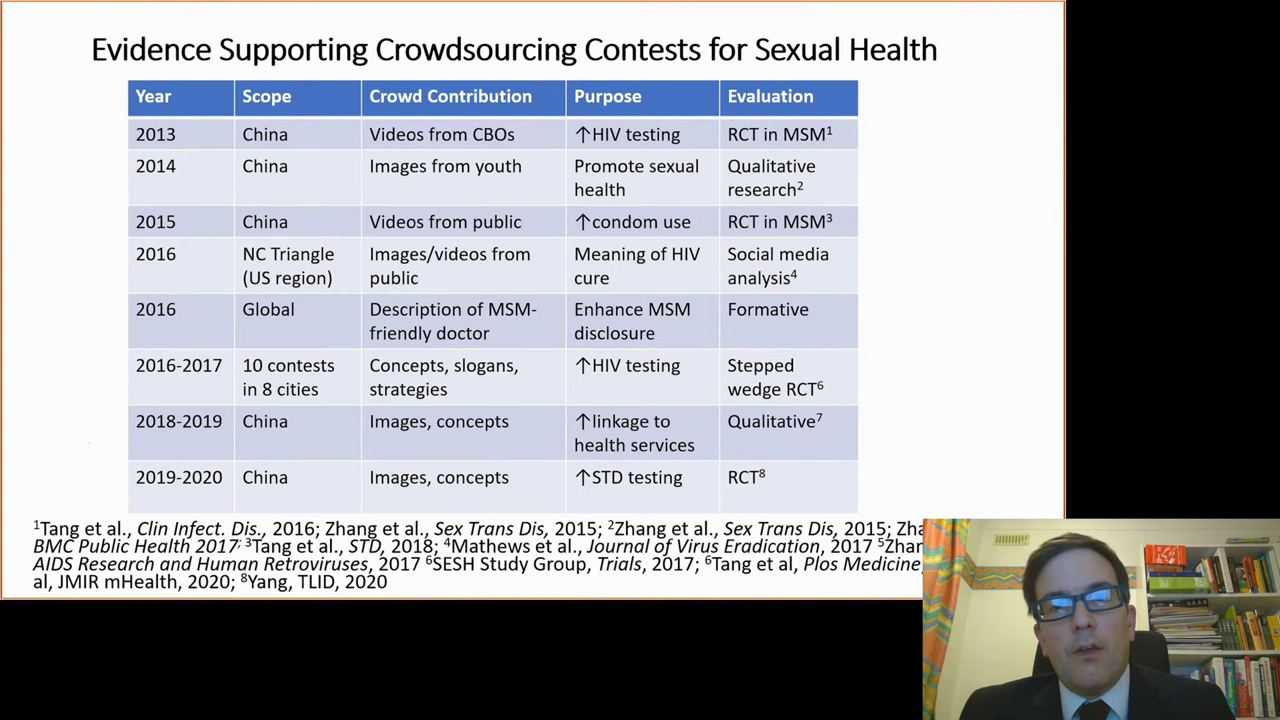 Evidence Supporting Crowdsourcing Contests for Sexual Health
Year Scope Crowd Contribution Purpose Evaluation
2013 China Videos from CBOs ↑HIV testing RCT in MSM¹
2014 China Images from youth Promote sexual health Qualitative research²
2015 China Videos from public ↑condom use RCT in MSM³
2016 NC Triangle (US region) Images/videos from public Meaning of HIV cure Social media analysis⁴
2016 Global Description of MSM-friendly doctor Enhance MSM disclosure Formative
2016-2017 10 contests in 8 cities Concepts, slogans, strategies ↑HIV testing Stepped wedge RCT⁶
2018-2019 China Images, concepts ↑linkage to health services Qualitative⁷
2019-2020 China Images, concepts ↑STD testing RCT⁸
¹Tang et al., Clin Infect. Dis., 2016; Zhang et al., Sex Trans Dis, 2015; ²Zhang et al., Sex Trans Dis, 2015;
BMC Public Health 2017; ³Tang et al., STD, 2018; ⁴Mathews et al., Journal of Virus Eradication, 2017
AIDS Research and Human Retroviruses, 2017 ⁶SESH Study Group, Trials, 2017; ⁶Tang et al, Plos Medicine,
al, JMIR mHealth, 2020; ⁸Yang, TLID, 2020